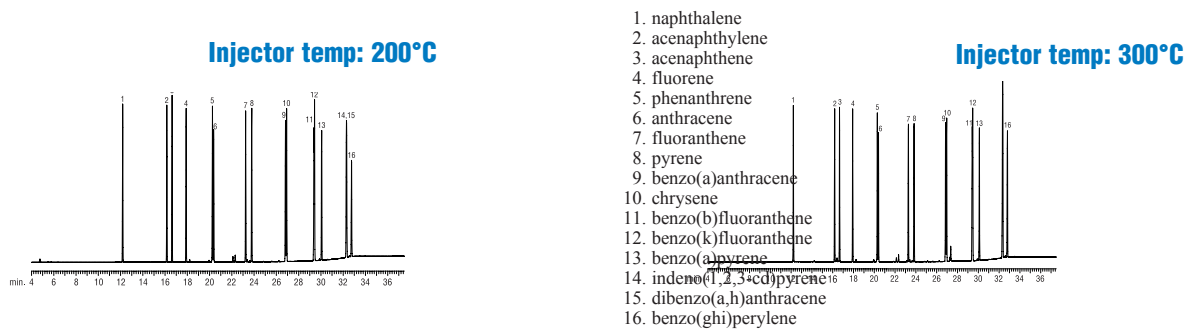 Injector temp: 200°C
1 2 4 5 6 7 8 9 10 11 12 13 14,15 16
min. 4 6 8 10 12 14 16 18 20 22 24 26 28 30 32 34 36
1. naphthalene
2. acenaphthylene
3. acenaphthene
4. fluorene
5. phenanthrene
6. anthracene
7. fluoranthene
8. pyrene
9. benzo(a)anthracene
10. chrysene
11. benzo(b)fluoranthene
12. benzo(k)fluoranthene
13. benzo(a)pyrene
14. indeno(1,2,3-cd)pyrene
15. dibenzo(a,h)anthracene
16. benzo(ghi)perylene
Injector temp: 300°C
1 2 3 4 5 6 7 8 9 10 11 12 13 16
min. 4 12 14 16 18 20 22 24 26 28 30 32 34 36